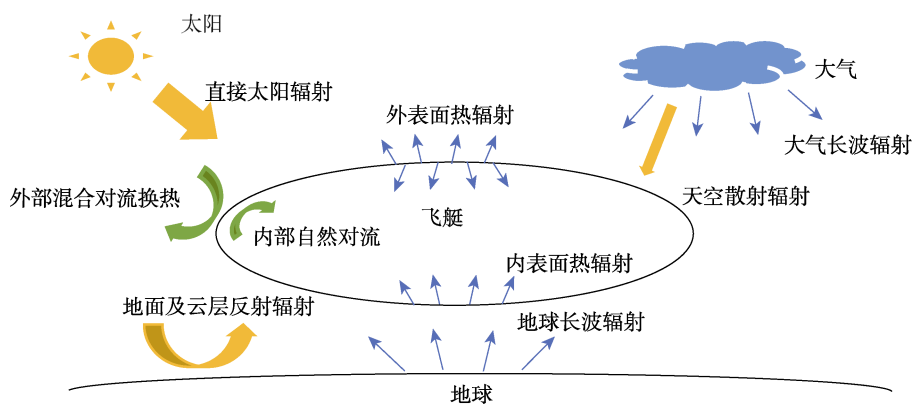 太阳
大气
直接太阳辐射
外表面热辐射
大气长波辐射
外部混合对流换热
天空散射辐射
飞艇
内部自然对流
内表面热辐射
地面及云层反射辐射
地球长波辐射
地球